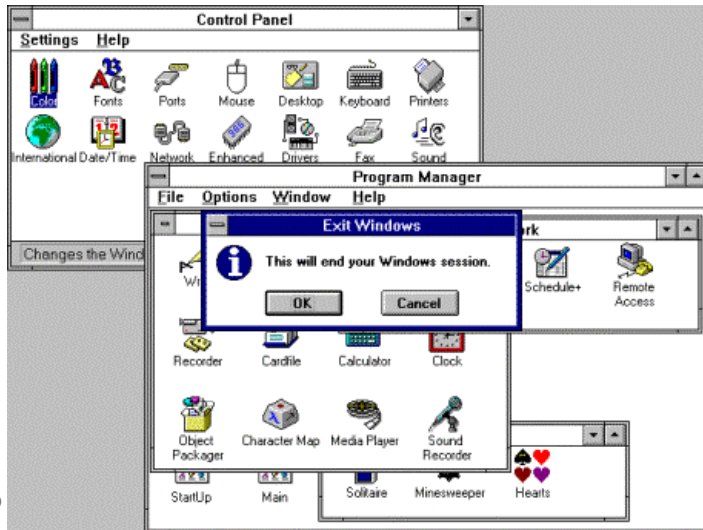 Control Panel
Settings Help
Color Fonts Ports Mouse Desktop Keyboard Printers
International Date/Time Network Enhanced Drivers Fax Sound
Changes the Wind
Program Manager
File Options Window Help
Exit Windows
This will end your Windows session.
OK Cancel
rk
Schedule+ Remote
Access
Wr
Recorder Cardfile Calculator Clock
Object
Packager
Character Map Media Player Sound
Recorder
StartUp Main Solitaire Minesweeper Hearts